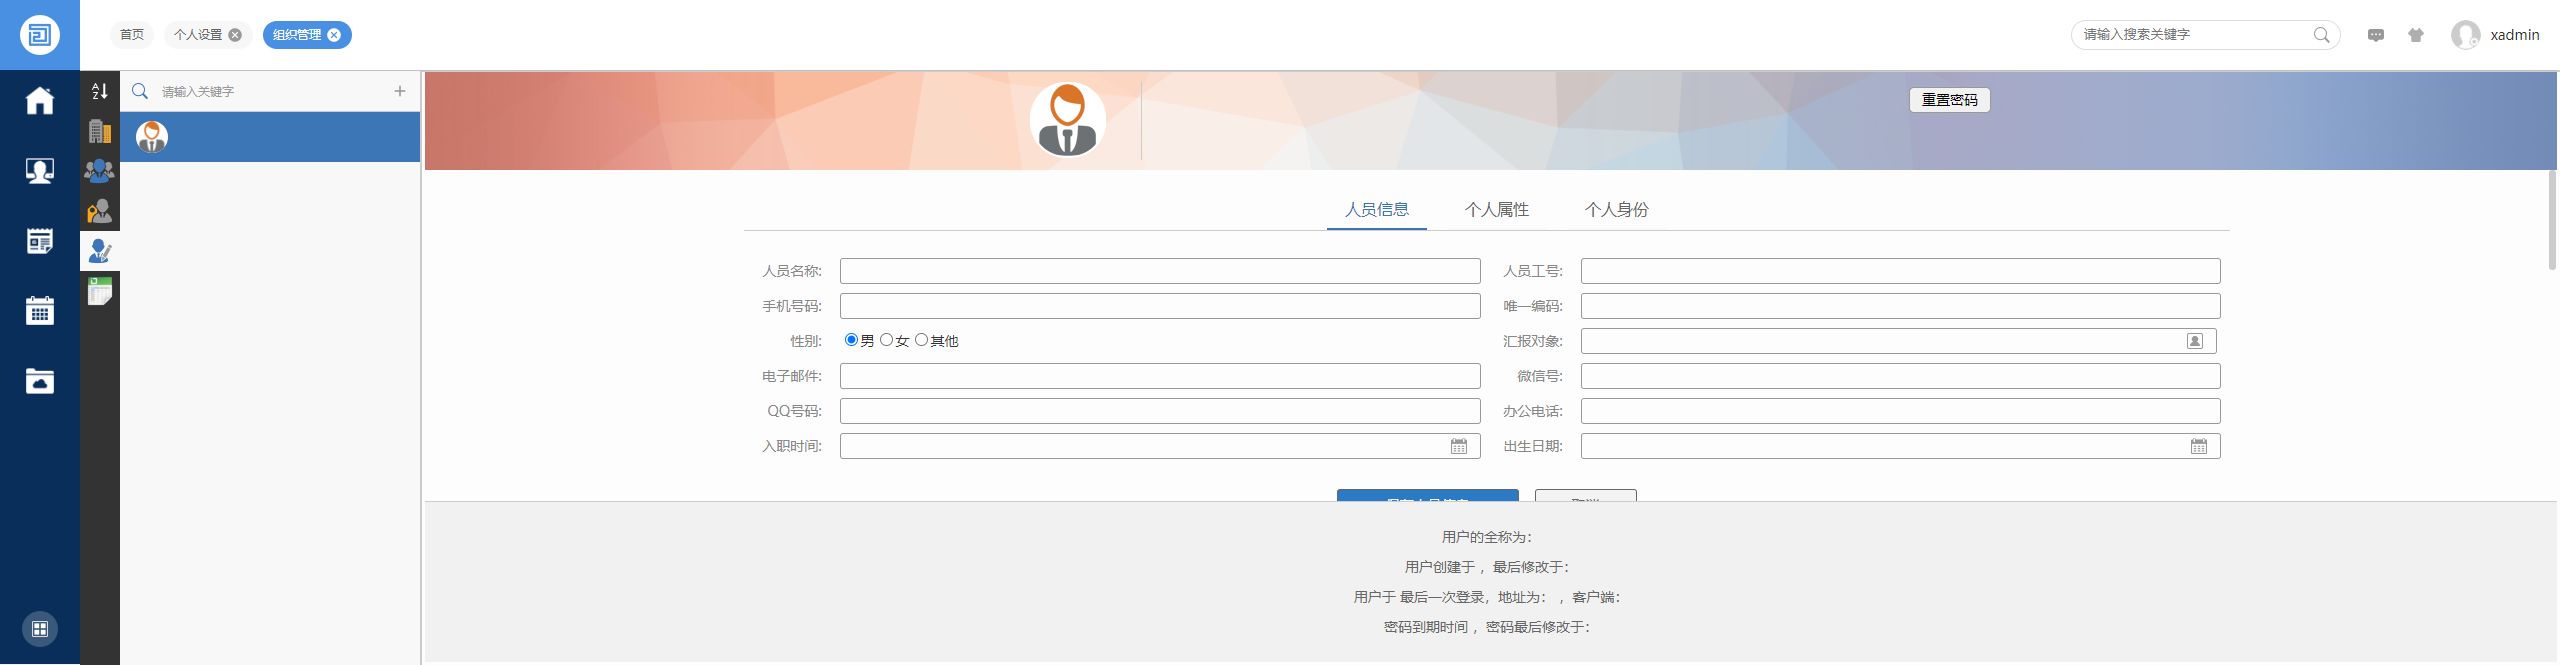 首页 个人设置 组织管理 请输入搜索关键字 xadmin
A
Z
请输入关键字
重置密码
人员信息 个人属性 个人身份
人员名称: 人员工号:
手机号码: 唯一编码:
性别: 男 女 其他 汇报对象:
电子邮件: 微信号:
QQ号码: 办公电话:
入职时间: 出生日期:
用户的全称为：
用户创建于 ，最后修改于：
用户于 最后一次登录，地址为： ，客户端：
密码到期时间 ，密码最后修改于：